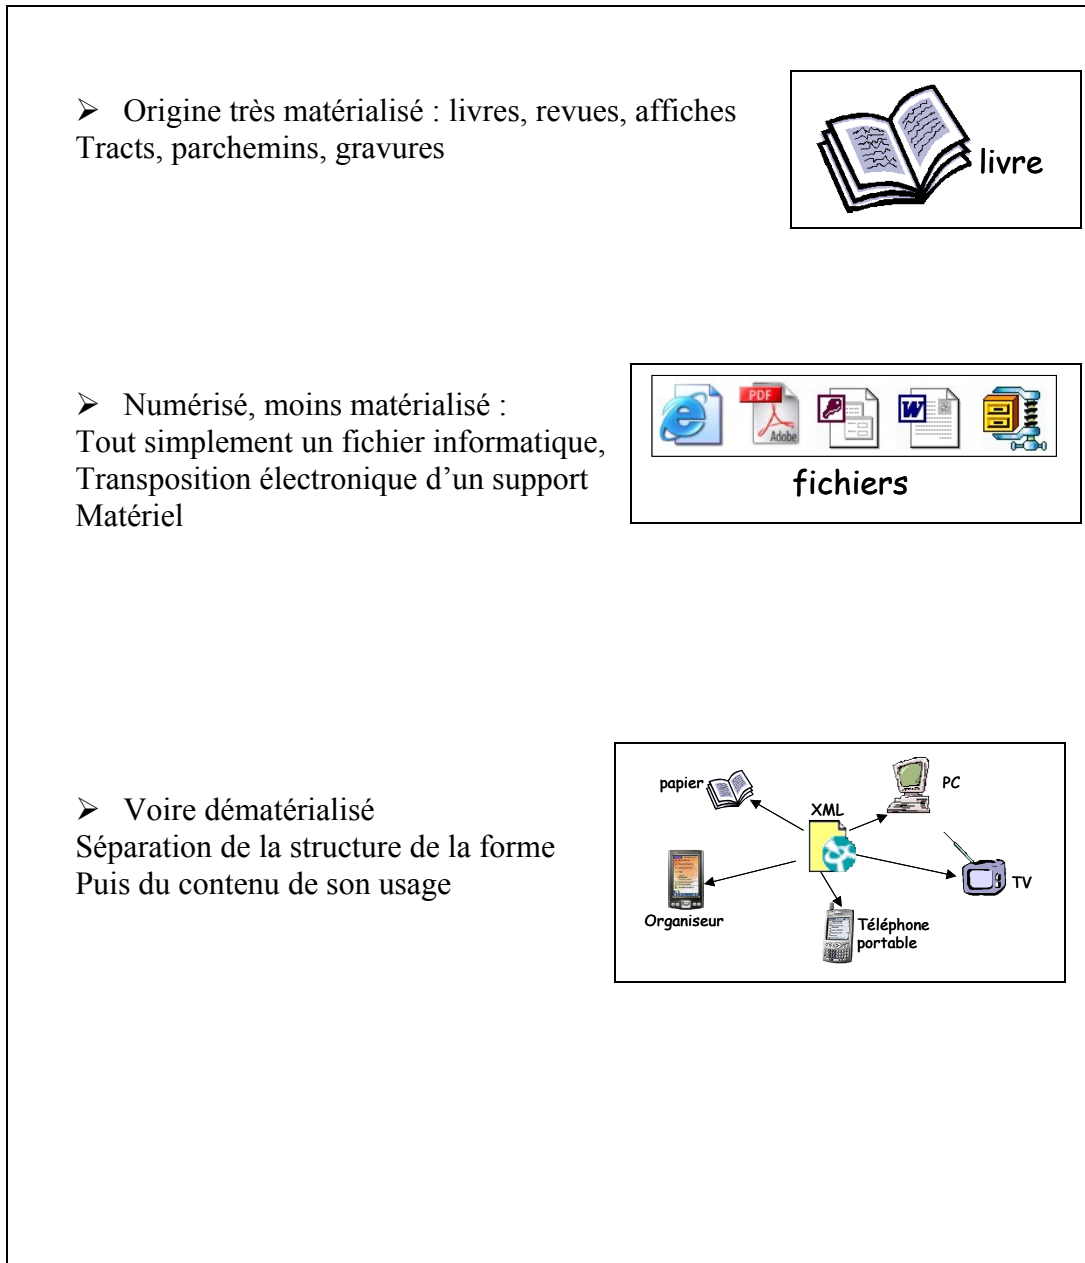 ➢ Origine très matérialisé : livres, revues, affiches
Tracts, parchemins, gravures
livre
➢ Numérisé, moins matérialisé :
Tout simplement un fichier informatique,
Transposition électronique d’un support
Matériel
PDF
Adobe
W
fichiers
➢ Voire dématérialisé
Séparation de la structure de la forme
Puis du contenu de son usage
papier
XML
PC
Organiseur
Téléphone
portable
TV